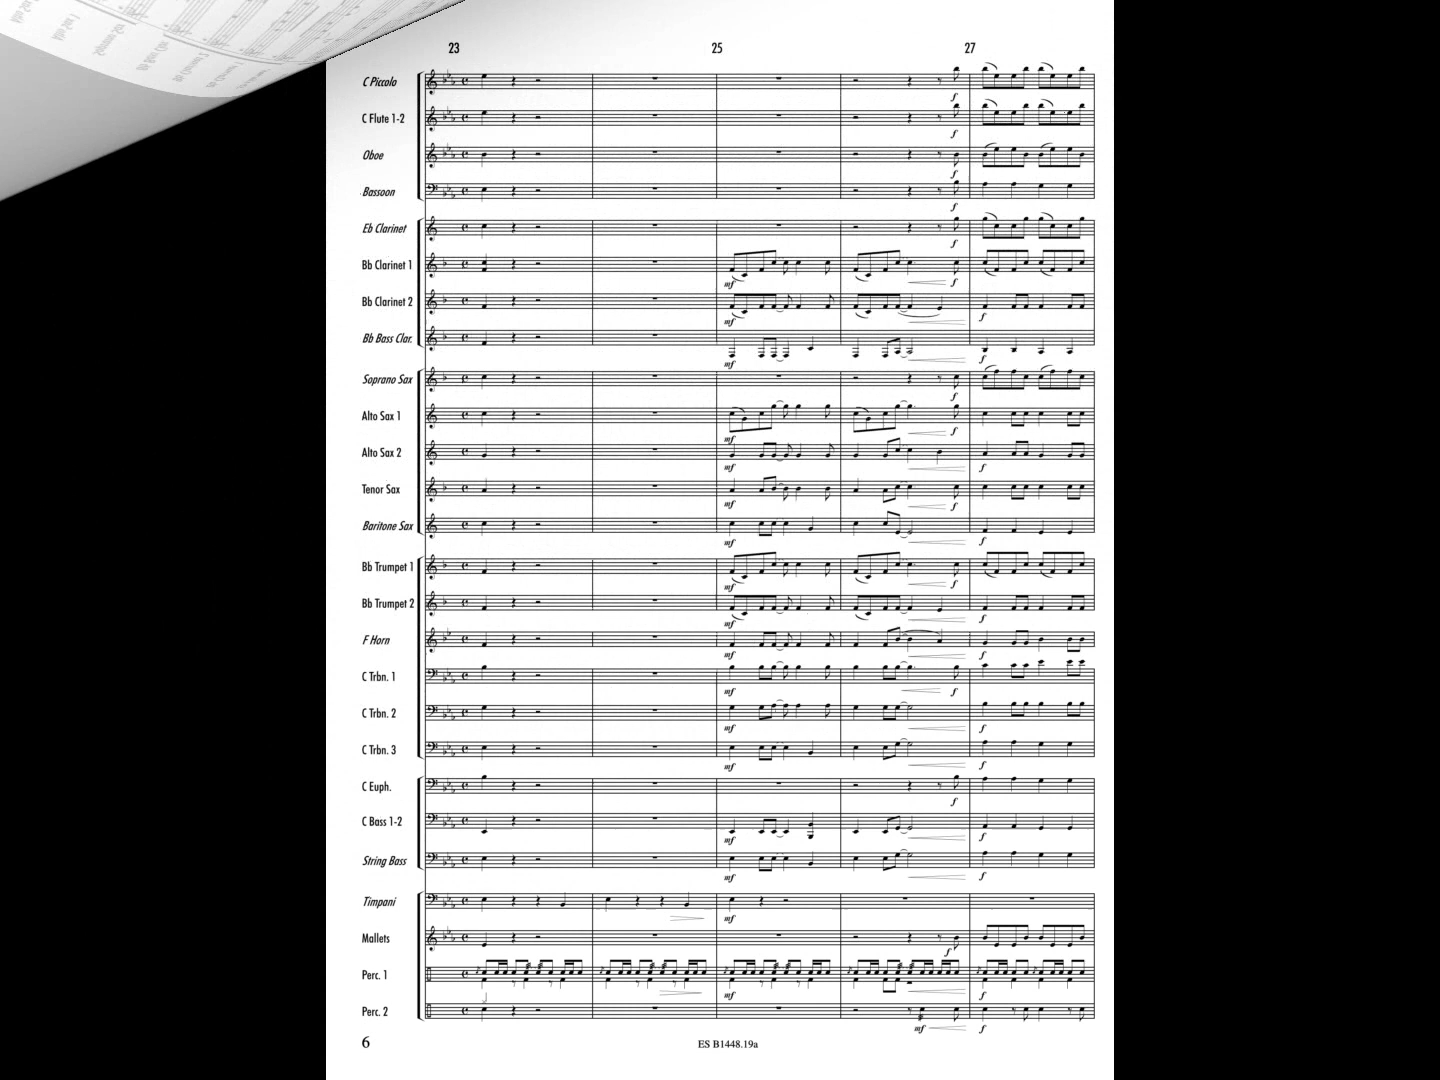 23 25 27
C Piccolo
C Flute 1-2
Oboe
Bassoon
Eb Clarinet
Bb Clarinet 1
Bb Clarinet 2
Bb Bass Clar.
Soprano Sax
Alto Sax 1
Alto Sax 2
Tenor Sax
Baritone Sax
Bb Trumpet 1
Bb Trumpet 2
F Horn
C Trbn. 1
C Trbn. 2
C Trbn. 3
C Euph.
C Bass 1-2
String Bass
Timpani
Mallets
Perc. 1
Perc. 2
6 ES B1448.19a